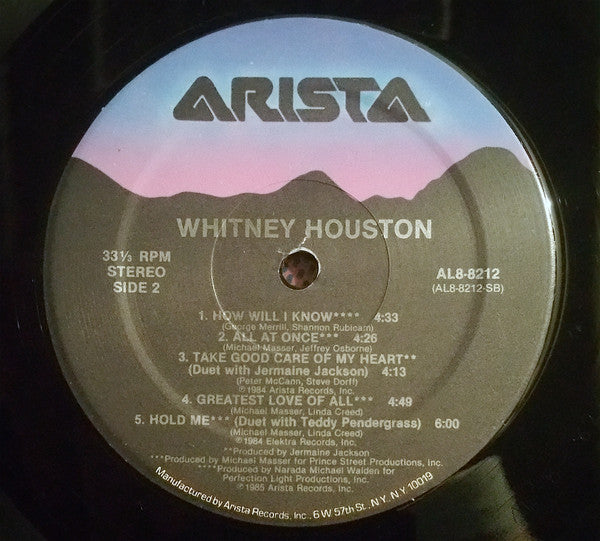 ARISTA
WHITNEY HOUSTON
33⅓ RPM
STEREO
SIDE 2
AL8-8212
(AL8-8212-SB)
1. HOW WILL I KNOW**** 4:33
(George Merrill, Shannon Rubicam)
2. ALL AT ONCE*** 4:26
(Michael Masser, Jeffrey Osborne)
3. TAKE GOOD CARE OF MY HEART**
(Duet with Jermaine Jackson) 4:13
(Peter McCann, Steve Dorff)
©1984 Arista Records, Inc.
4. GREATEST LOVE OF ALL*** 4:49
(Michael Masser, Linda Creed)
5. HOLD ME*** (Duet with Teddy Pendergrass) 6:00
(Michael Masser, Linda Creed)
©1984 Elektra Records, Inc.
**Produced by Jermaine Jackson
***Produced by Michael Masser for Prince Street Productions, Inc.
****Produced by Narada Michael Walden for
Perfection Light Productions, Inc.
℗1985 Arista Records, Inc.
Manufactured by Arista Records, Inc., 6 W 57th St., N.Y. N.Y. 10019